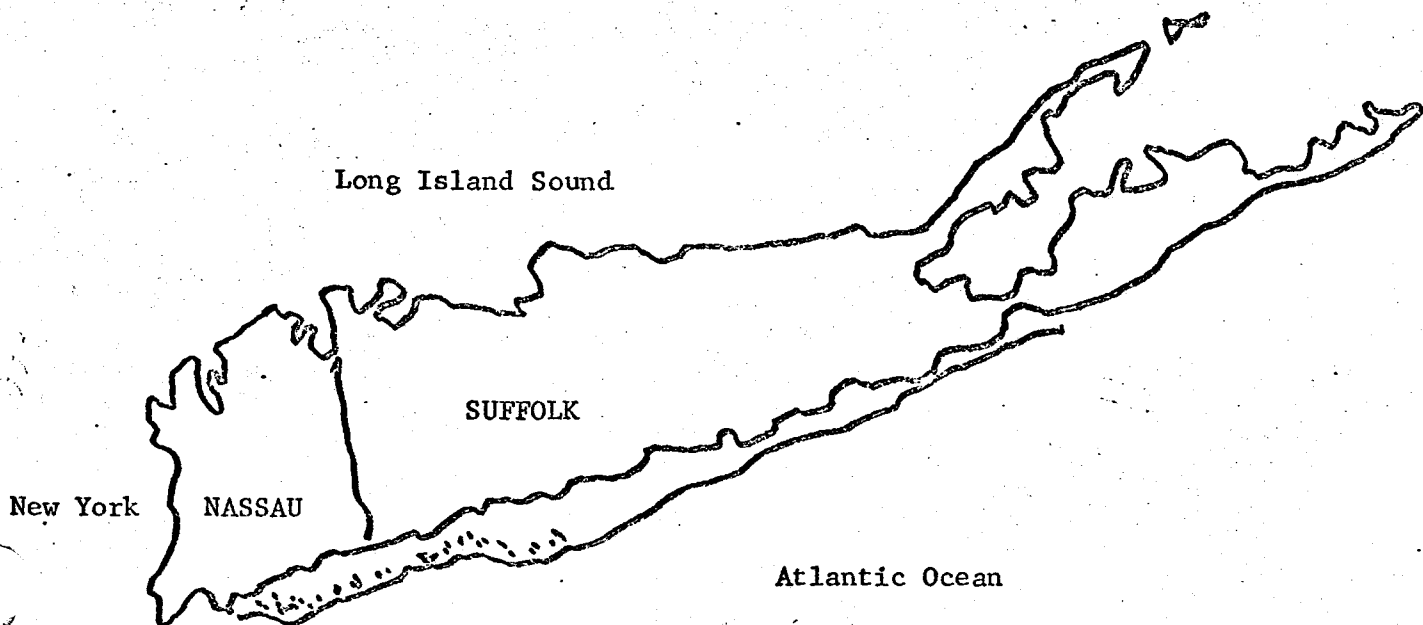 Long Island Sound
SUFFOLK
New York
NASSAU
Atlantic Ocean